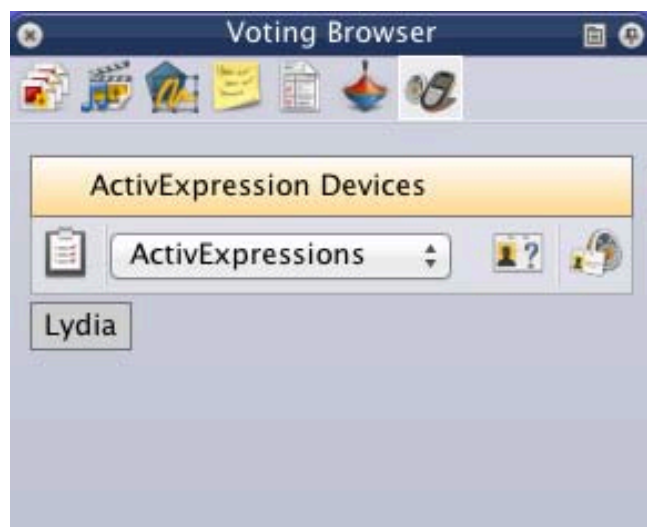 Voting Browser
ActivExpression Devices
ActivExpressions
?
Lydia